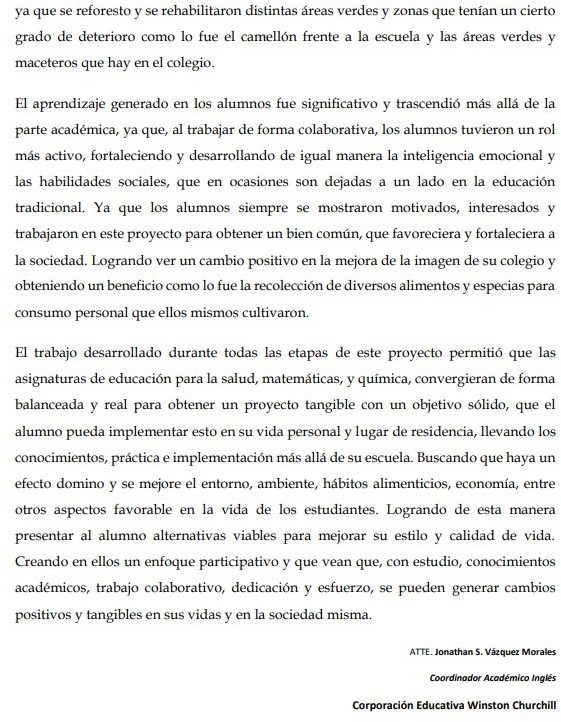 ya que se reforesto y se rehabilitaron distintas áreas verdes y zonas que tenían un cierto
grado de deterioro como lo fue el camellón frente a la escuela y las áreas verdes y
maceteros que hay en el colegio.
El aprendizaje generado en los alumnos fue significativo y trascendió más allá de la
parte académica, ya que, al trabajar de forma colaborativa, los alumnos tuvieron un rol
más activo, fortaleciendo y desarrollando de igual manera la inteligencia emocional y
las habilidades sociales, que en ocasiones son dejadas a un lado en la educación
tradicional. Ya que los alumnos siempre se mostraron motivados, interesados y
trabajaron en este proyecto para obtener un bien común, que favoreciera y fortaleciera a
la sociedad. Logrando ver un cambio positivo en la mejora de la imagen de su colegio y
obteniendo un beneficio como lo fue la recolección de diversos alimentos y especias para
consumo personal que ellos mismos cultivaron.
El trabajo desarrollado durante todas las etapas de este proyecto permitió que las
asignaturas de educación para la salud, matemáticas, y química, convergieran de forma
balanceada y real para obtener un proyecto tangible con un objetivo sólido, que el
alumno pueda implementar esto en su vida personal y lugar de residencia, llevando los
conocimientos, práctica e implementación más allá de su escuela. Buscando que haya un
efecto domino y se mejore el entorno, ambiente, hábitos alimenticios, economía, entre
otros aspectos favorable en la vida de los estudiantes. Logrando de esta manera
presentar al alumno alternativas viables para mejorar su estilo y calidad de vida.
Creando en ellos un enfoque participativo y que vean que, con estudio, conocimientos
académicos, trabajo colaborativo, dedicación y esfuerzo, se pueden generar cambios
positivos y tangibles en sus vidas y en la sociedad misma.
ATTE. Jonathan S. Vázquez Morales
Coordinador Académico Inglés
Corporación Educativa Winston Churchill